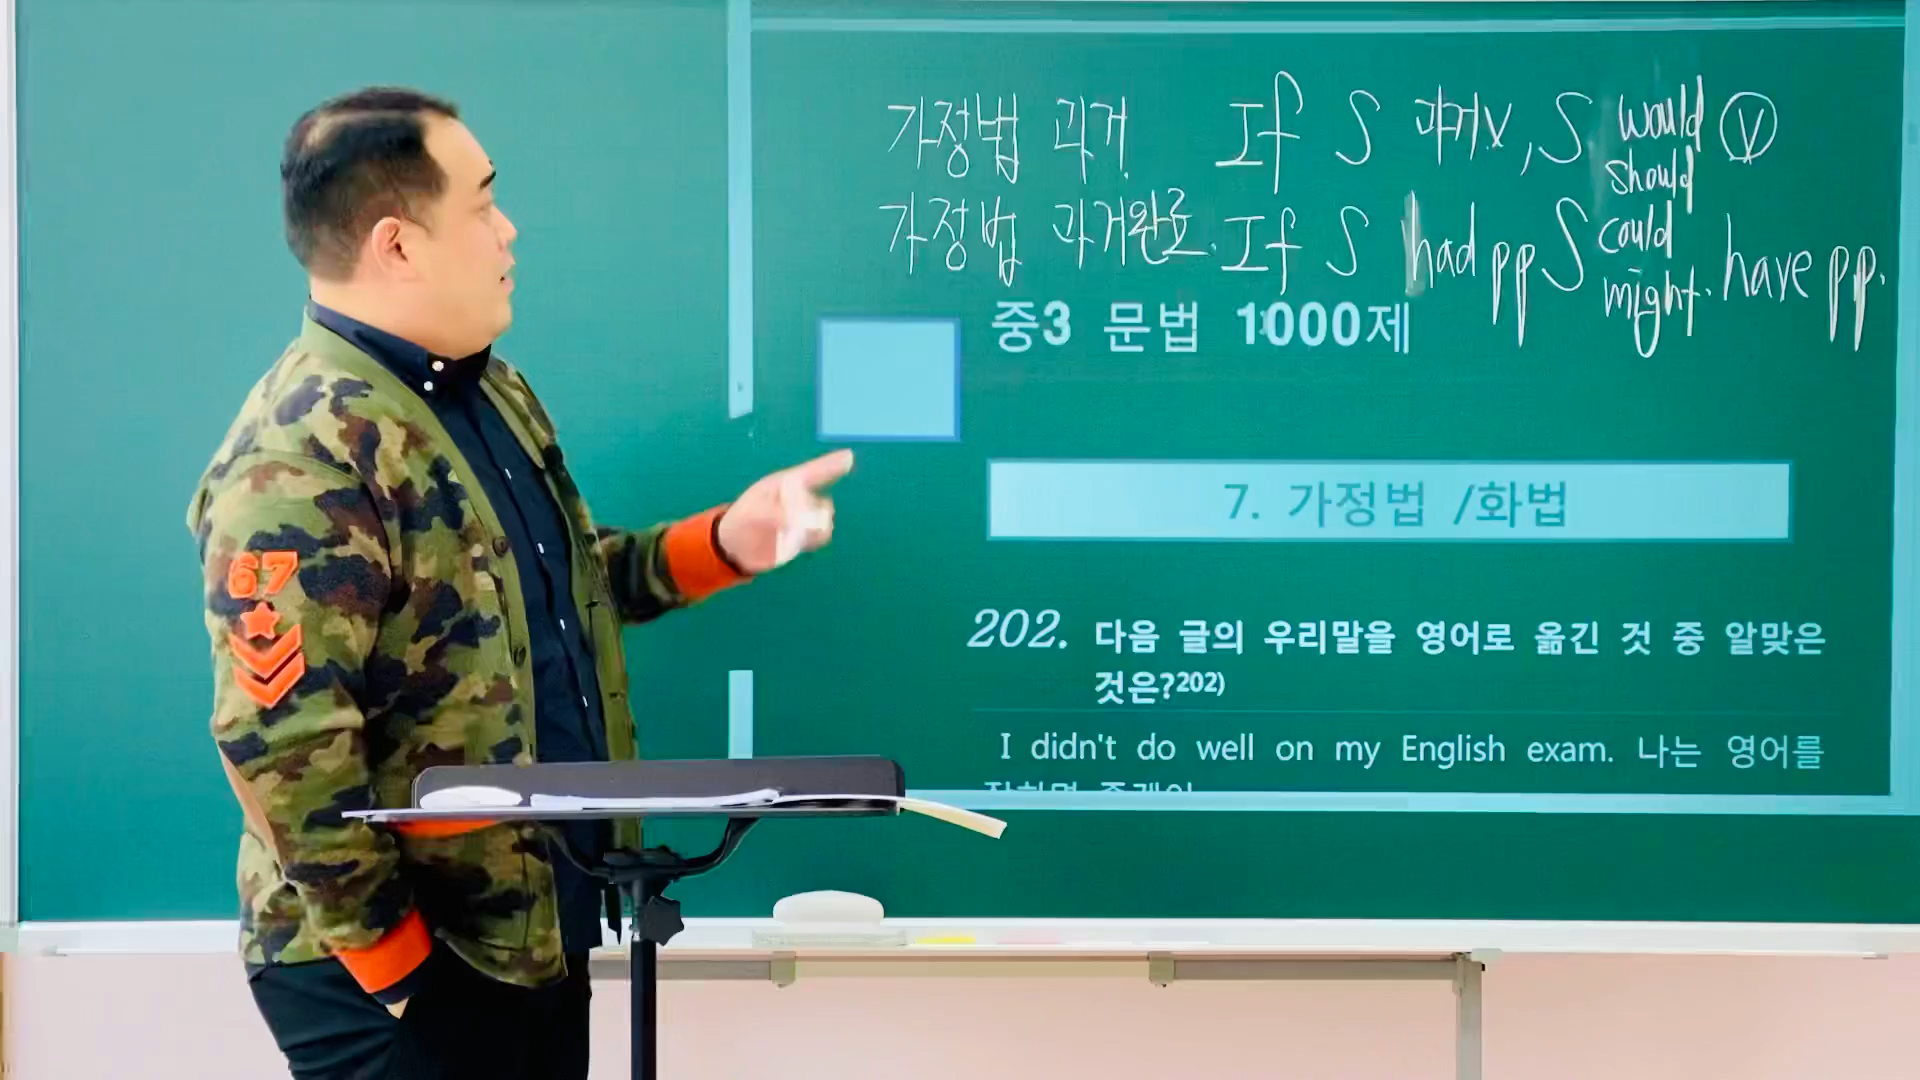 가정법 과거. If S 과거V, S would Ⓥ
should
가정법 과거완료. If S had pp S could have p.p.
might.
중3 문법 1000제
7. 가정법 /화법
202. 다음 글의 우리말을 영어로 옮긴 것 중 알맞은
것은?202)
I didn't do well on my English exam. 나는 영어를
67